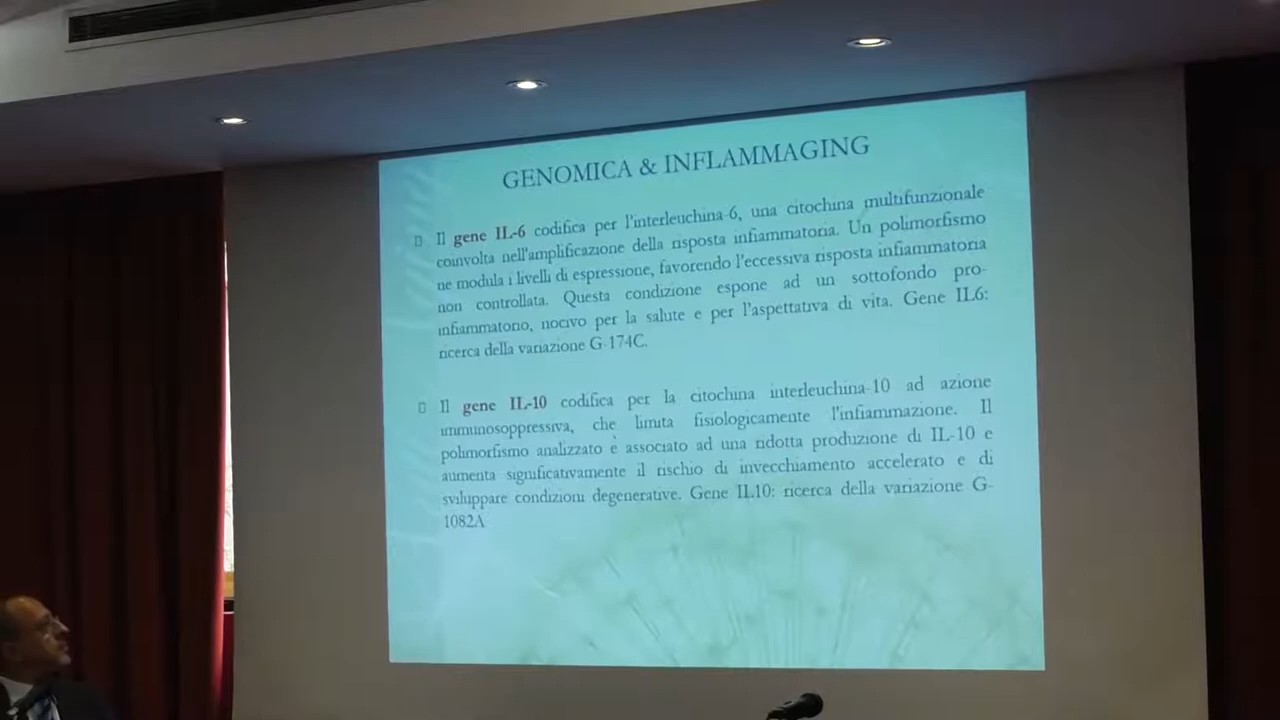 GENOMICA & INFLAMMAGING
Il gene IL-6 codifica per l'interleuchina-6, una citochina multifunzionale
coinvolta nell'amplificazione della risposta infiammatoria. Un polimorfismo
ne modula i livelli di espressione, favorendo l'eccessiva risposta infiammatoria
non controllata. Questa condizione espone ad un sottofondo pro-
infiammatorio, nocivo per la salute e per l'aspettativa di vita. Gene IL6:
ricerca della variazione G-174C.
Il gene IL-10 codifica per la citochina interleuchina-10 ad azione
immunosoppressiva, che limita fisiologicamente l'infiammazione. Il
polimorfismo analizzato è associato ad una ridotta produzione di IL-10 e
aumenta significativamente il rischio di invecchiamento accelerato e di
sviluppare condizioni degenerative. Gene IL10: ricerca della variazione G-
1082A